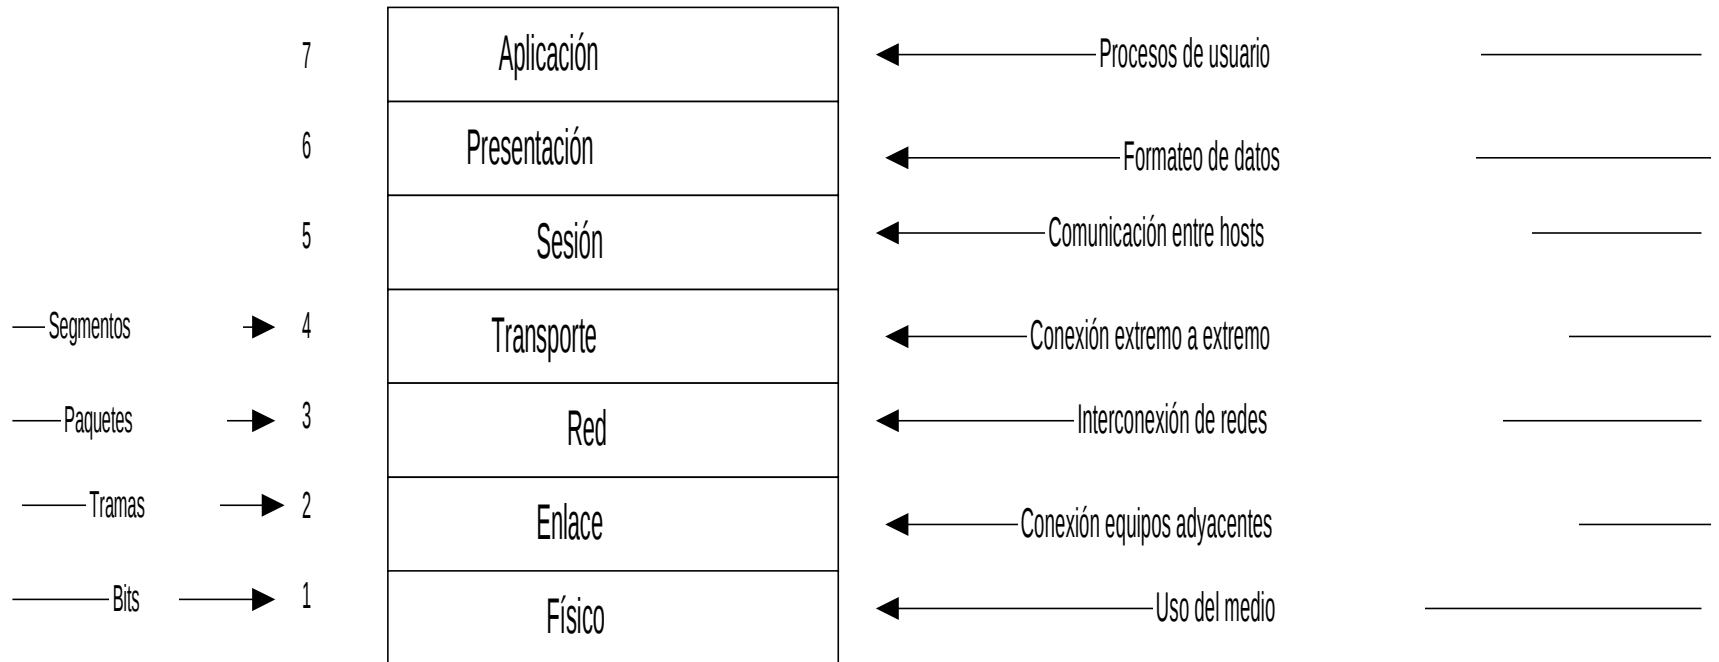 7 Aplicación Procesos de usuario
6 Presentación Formateo de datos
5 Sesión Comunicación entre hosts
Segmentos 4 Transporte Conexión extremo a extremo
Paquetes 3 Red Interconexión de redes
Tramas 2 Enlace Conexión equipos adyacentes
Bits 1 Físico Uso del medio